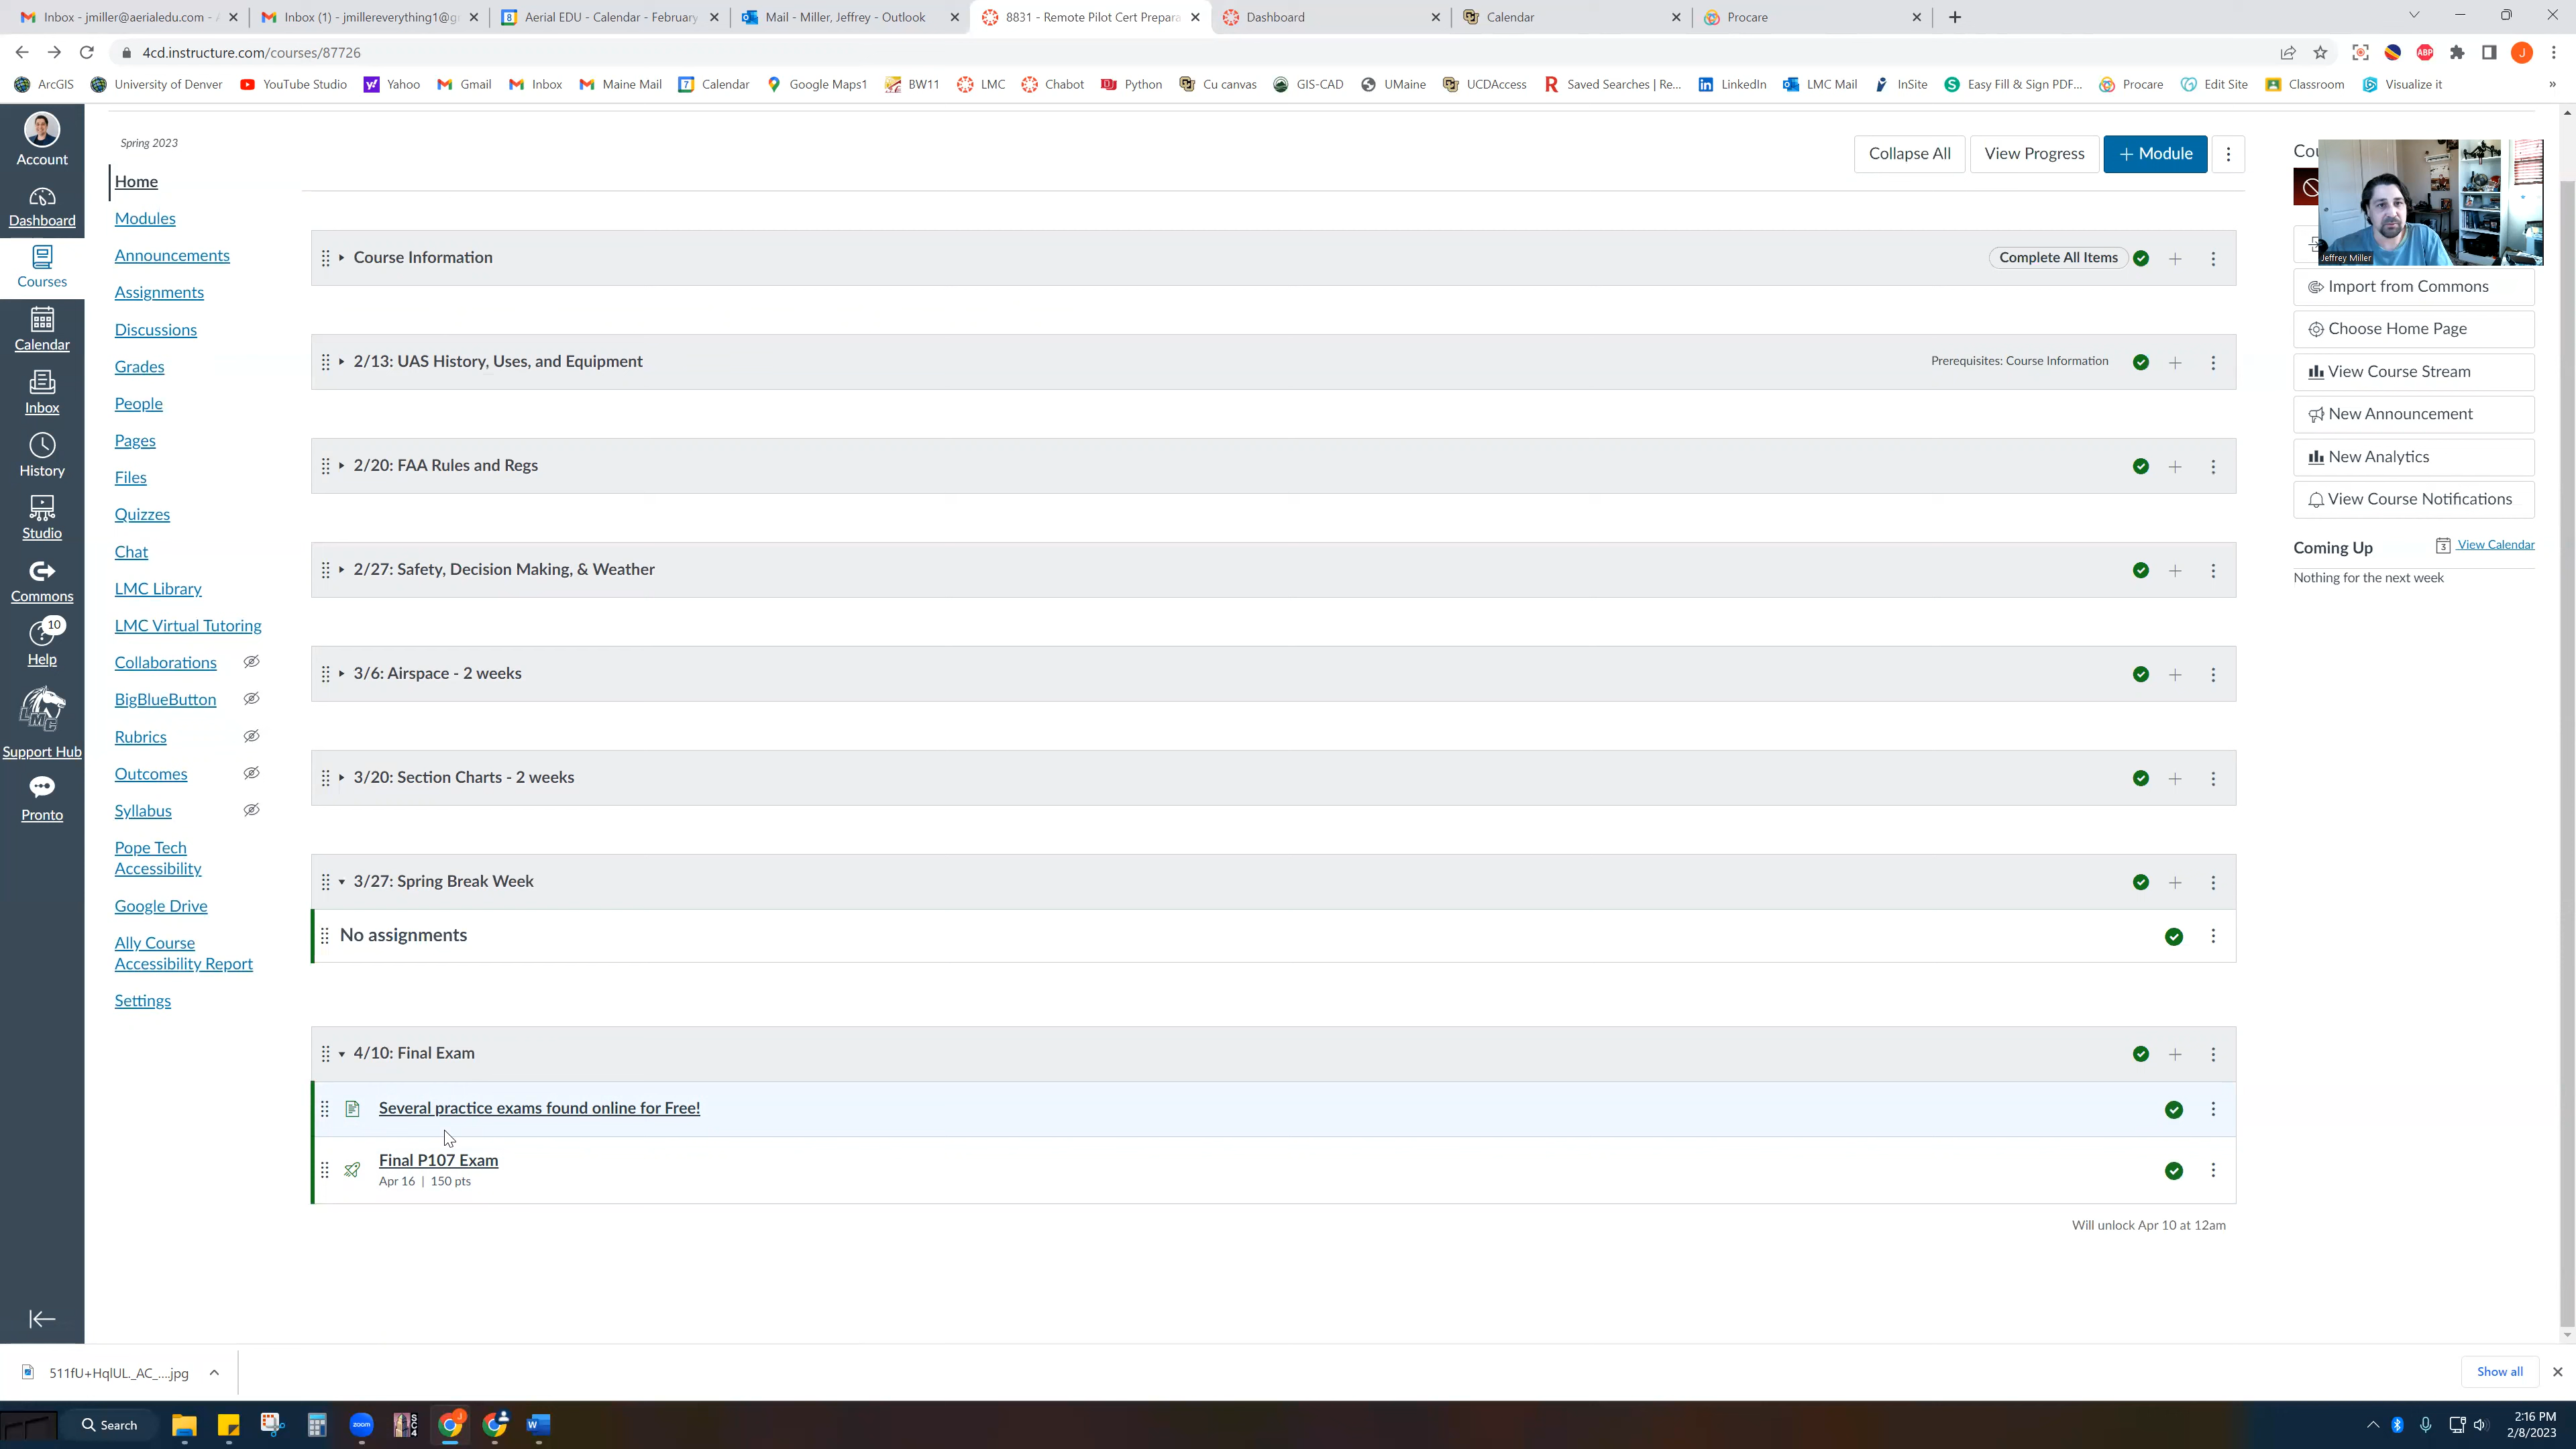 Inbox - jmiller@aerialedu.com - A
Inbox (1) - jmillereverything1@g
Aerial EDU - Calendar - February
Mail - Miller, Jeffrey - Outlook
8831 - Remote Pilot Cert Prepara
Dashboard
Calendar
Procare
4cd.instructure.com/courses/87726
ABP
J
ArcGIS
University of Denver
YouTube Studio
Yahoo
Gmail
Inbox
Maine Mail
Calendar
Google Maps1
BW11
LMC
Chabot
Python
Cu canvas
GIS-CAD
UMaine
UCDAccess
Saved Searches | Re...
LinkedIn
LMC Mail
InSite
Easy Fill & Sign PDF...
Procare
Edit Site
Classroom
Visualize it
»
Account
Dashboard
Courses
Calendar
Inbox
History
Studio
Commons
10
Help
LMC
Support Hub
Pronto
Spring 2023
Home
Modules
Announcements
Assignments
Discussions
Grades
People
Pages
Files
Quizzes
Chat
LMC Library
LMC Virtual Tutoring
Collaborations
BigBlueButton
Rubrics
Outcomes
Syllabus
Pope Tech
Accessibility
Google Drive
Ally Course
Accessibility Report
Settings
Collapse All
View Progress
+ Module
Course Information
Complete All Items
2/13: UAS History, Uses, and Equipment
Prerequisites: Course Information
2/20: FAA Rules and Regs
2/27: Safety, Decision Making, & Weather
3/6: Airspace - 2 weeks
3/20: Section Charts - 2 weeks
3/27: Spring Break Week
No assignments
4/10: Final Exam
Several practice exams found online for Free!
Final P107 Exam
Apr 16 | 150 pts
Will unlock Apr 10 at 12am
Cou
Jeffrey Miller
Import from Commons
Choose Home Page
View Course Stream
New Announcement
New Analytics
View Course Notifications
Coming Up
3
View Calendar
Nothing for the next week
511fU+HqlUL._AC_....jpg
Show all
Search
zoom
SC4
J
W
2:16 PM
2/8/2023